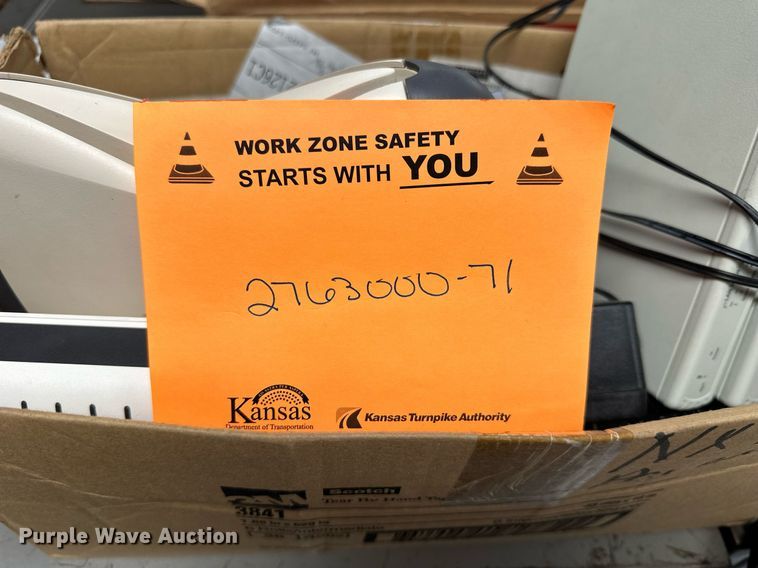 126C1
WORK ZONE SAFETY
STARTS WITH YOU
2763000-71
Kansas
Department of Transportation
Kansas Turnpike Authority
Scotch
3841
Purple Wave Auction